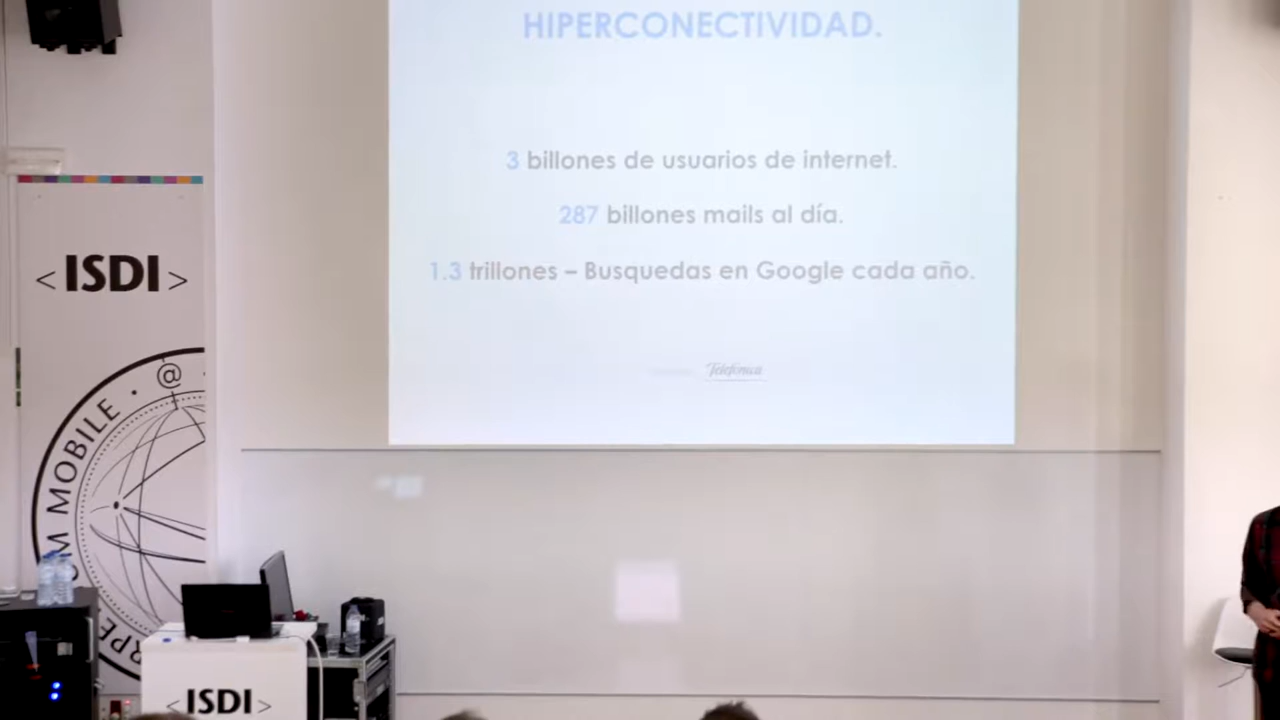 HIPERCONECTIVIDAD.
3 billones de usuarios de internet.
287 billones mails al día.
1.3 trillones – Busquedas en Google cada año.
Telefónica
<ISDI>
@
MOBILE
<ISDI>